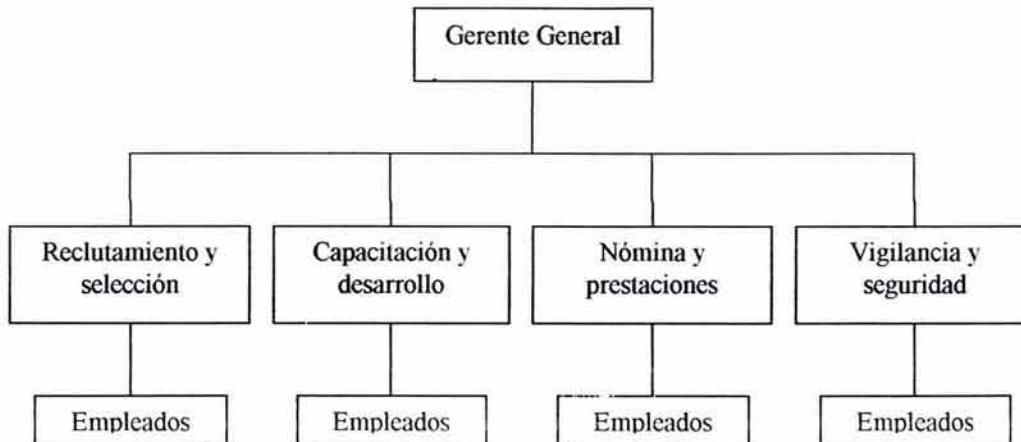 Gerente General
Reclutamiento y
selección
Capacitación y
desarrollo
Nómina y
prestaciones
Vigilancia y
seguridad
Empleados
Empleados
Empleados
Empleados